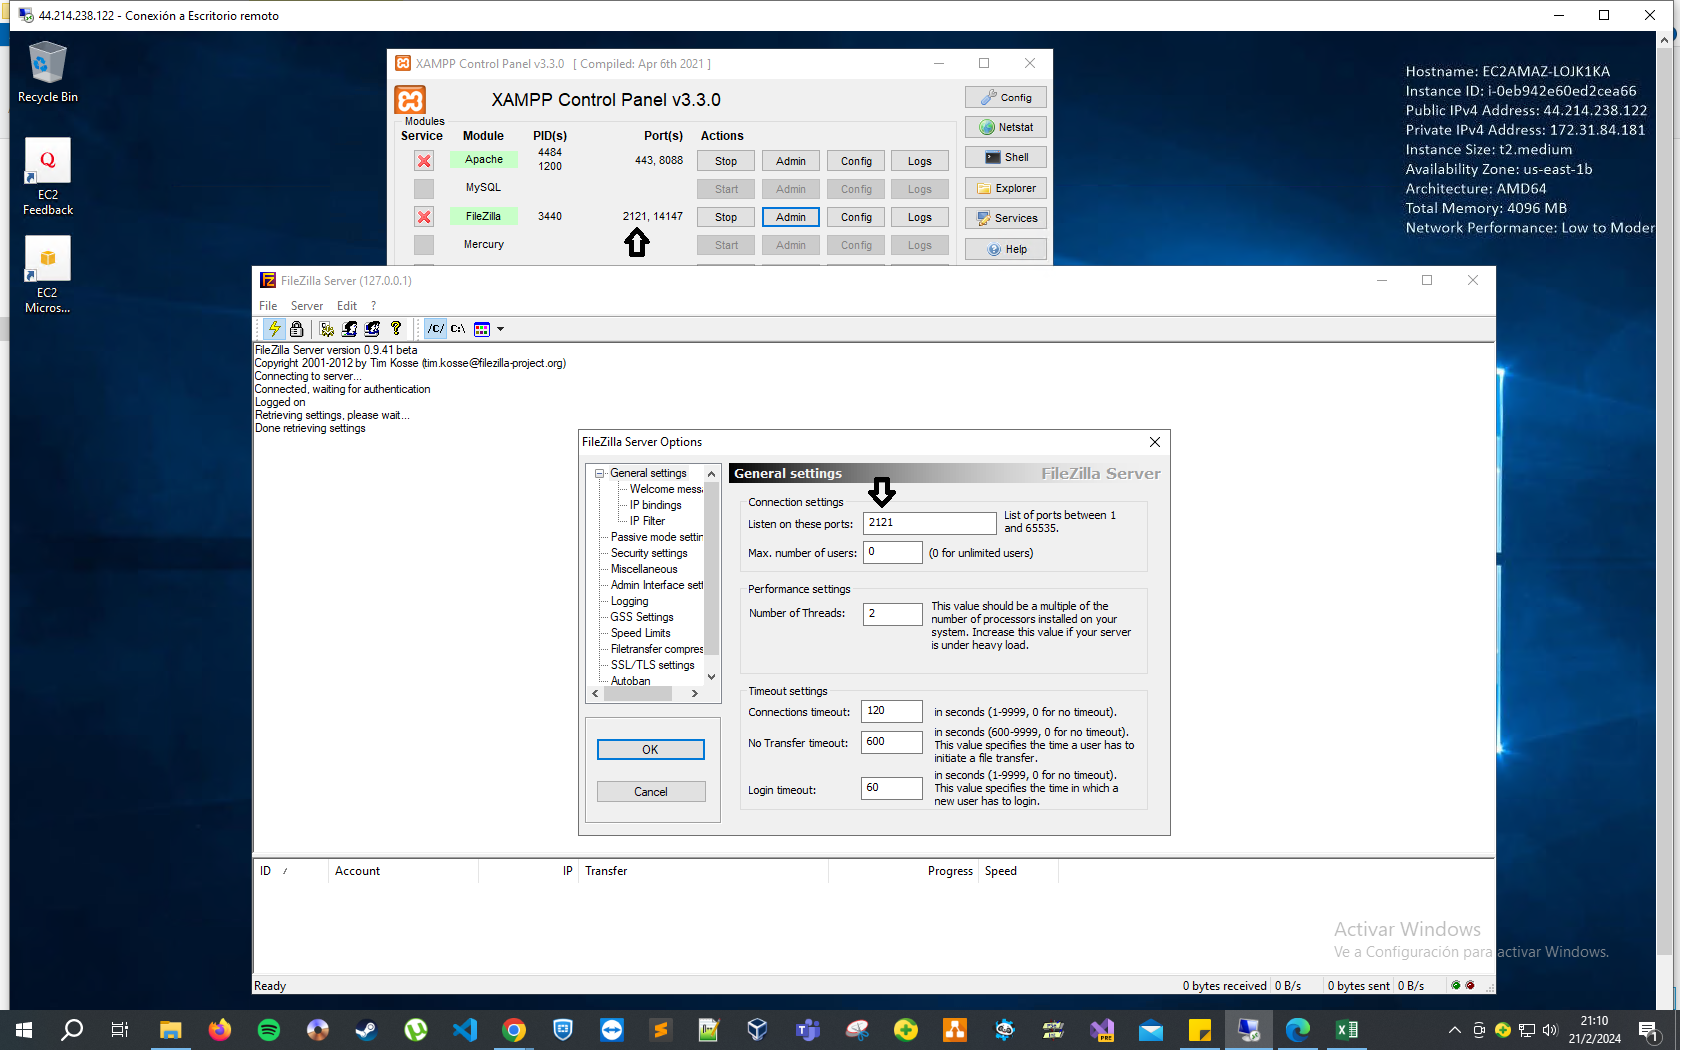 44.214.238.122 - Conexión a Escritorio remoto
Recycle Bin
EC2
Feedback
EC2
Micros...
Hostname: EC2AMAZ-LOJK1KA
Instance ID: i-0eb942e60ed2cea66
Public IPv4 Address: 44.214.238.122
Private IPv4 Address: 172.31.84.181
Instance Size: t2.medium
Availability Zone: us-east-1b
Architecture: AMD64
Total Memory: 4096 MB
Network Performance: Low to Moder
XAMPP Control Panel v3.3.0 [ Compiled: Apr 6th 2021 ]
XAMPP Control Panel v3.3.0
Modules
Service Module PID(s) Port(s) Actions
Apache 4484 1200 443, 8088 Stop Admin Config Logs
MySQL Start Admin Config Logs
FileZilla 3440 2121, 14147 Stop Admin Config Logs
Mercury Start Admin Config Logs
Config
Netstat
Shell
Explorer
Services
Help
FileZilla Server (127.0.0.1)
File Server Edit ?
/C/ C:\
FileZilla Server version 0.9.41 beta
Copyright 2001-2012 by Tim Kosse (tim.kosse@filezilla-project.org)
Connecting to server...
Connected, waiting for authentication
Logged on
Retrieving settings, please wait...
Done retrieving settings
FileZilla Server Options
General settings
Welcome mess
IP bindings
IP Filter
Passive mode settin
Security settings
Miscellaneous
Admin Interface sett
Logging
GSS Settings
Speed Limits
Filetransfer compres
SSL/TLS settings
Autoban
OK
Cancel
General settings FileZilla Server
Connection settings
Listen on these ports: 2121 List of ports between 1
and 65535.
Max. number of users: 0 (0 for unlimited users)
Performance settings
Number of Threads: 2 This value should be a multiple of the
number of processors installed on your
system. Increase this value if your server
is under heavy load.
Timeout settings
Connections timeout: 120 in seconds (1-9999, 0 for no timeout).
No Transfer timeout: 600 in seconds (600-9999, 0 for no timeout).
This value specifies the time a user has to
initiate a file transfer.
Login timeout: 60 in seconds (1-9999, 0 for no timeout).
This value specifies the time in which a
new user has to login.
ID / Account IP Transfer Progress Speed
Activar Windows
Ve a Configuración para activar Windows.
Ready 0 bytes received 0 B/s 0 bytes sent 0 B/s
21:10
21/2/2024
1